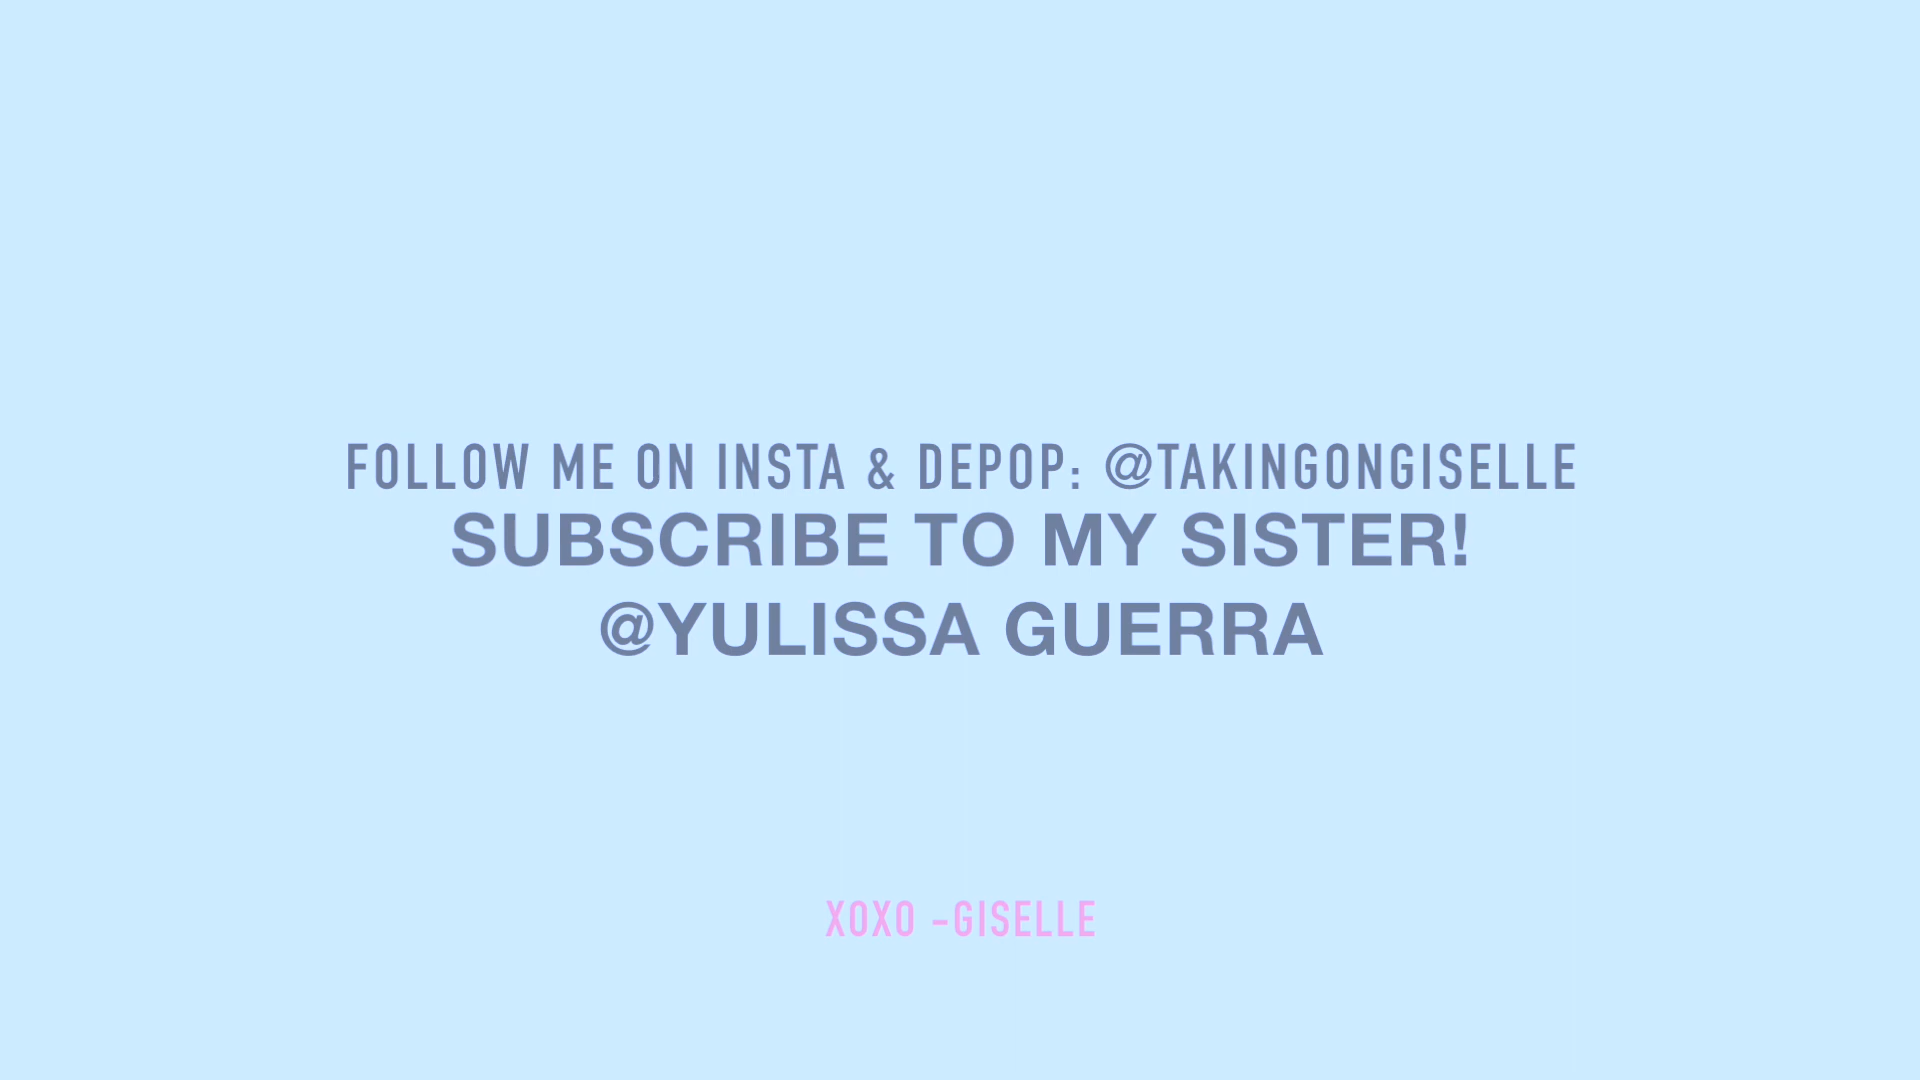 FOLLOW ME ON INSTA & DEPOP: @TAKINGONGISELLE
SUBSCRIBE TO MY SISTER!
@YULISSA GUERRA
XOXO -GISELLE